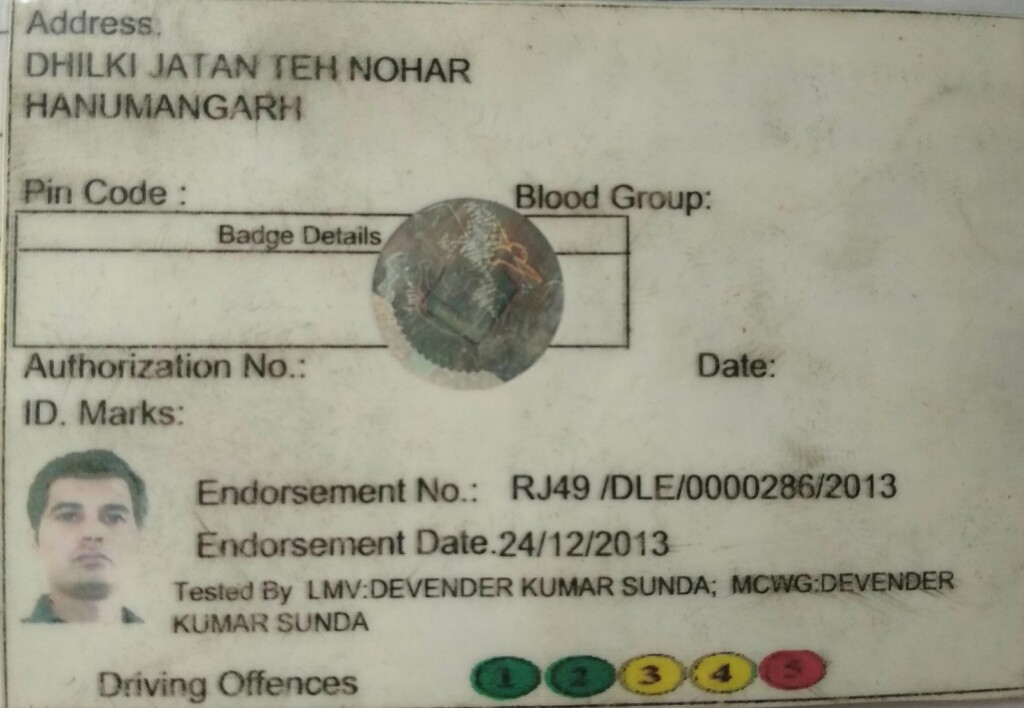 Address:
DHILKI JATAN TEH NOHAR
HANUMANGARH
Pin Code :
Blood Group:
Badge Details
Authorization No.:
Date:
ID. Marks:
Endorsement No.: RJ49 /DLE/0000286/2013
Endorsement Date.24/12/2013
Tested By LMV:DEVENDER KUMAR SUNDA; MCWG:DEVENDER
KUMAR SUNDA
Driving Offences 1 2 3 4 5